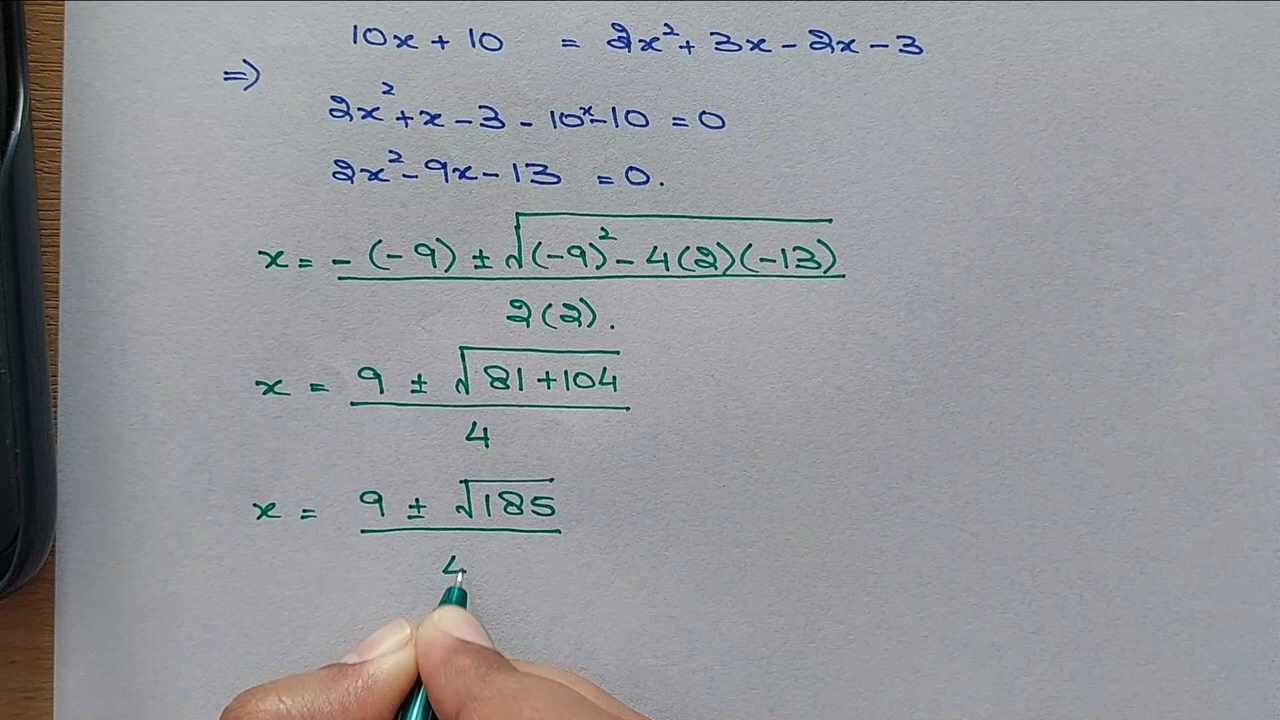 10x + 10 = 2x² + 3x - 2x - 3
⇒
2x² + x - 3 - 10x - 10 = 0
2x² - 9x - 13 = 0.
x = -(-9) ± √(-9)² - 4(2)(-13)
2(2).
x = 9 ± √81+104
4
x = 9 ± √185
4